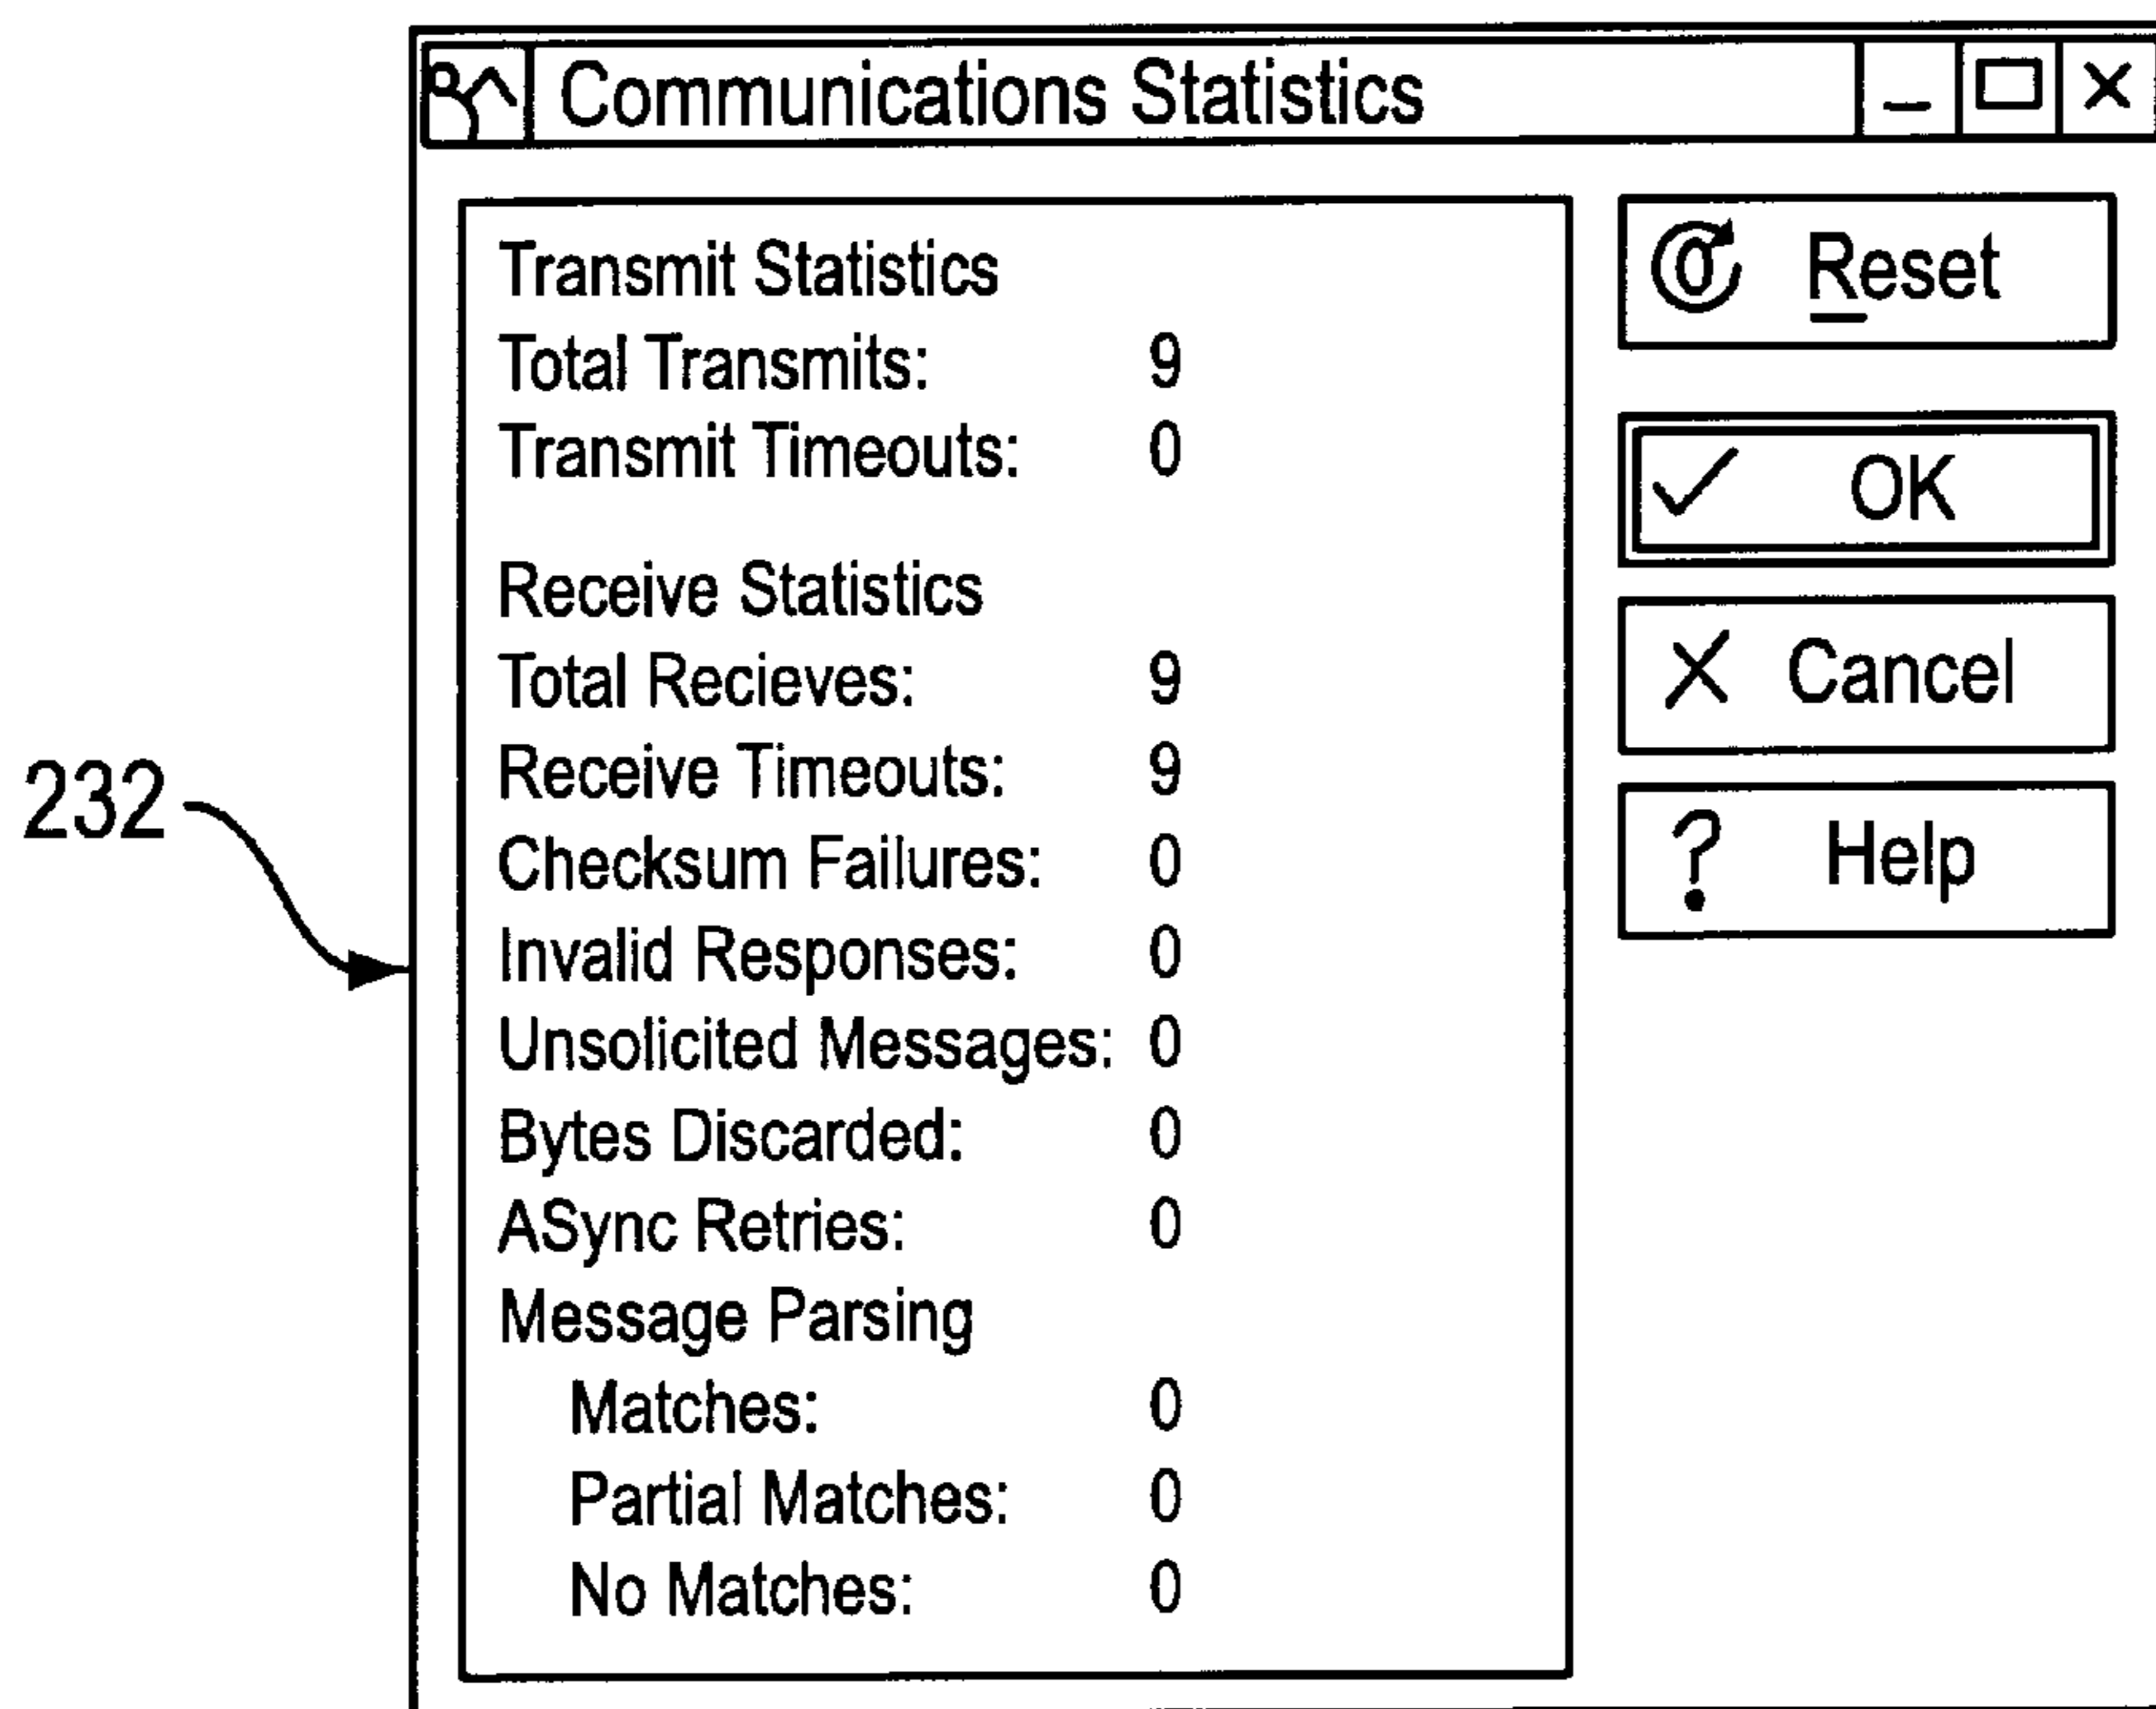 Communications Statistics
Transmit Statistics
Total Transmits: 9
Transmit Timeouts: 0
Receive Statistics
Total Recieves: 9
Receive Timeouts: 9
Checksum Failures: 0
Invalid Responses: 0
Unsolicited Messages: 0
Bytes Discarded: 0
ASync Retries: 0
Message Parsing
Matches: 0
Partial Matches: 0
No Matches: 0
Reset
OK
Cancel
? Help
232